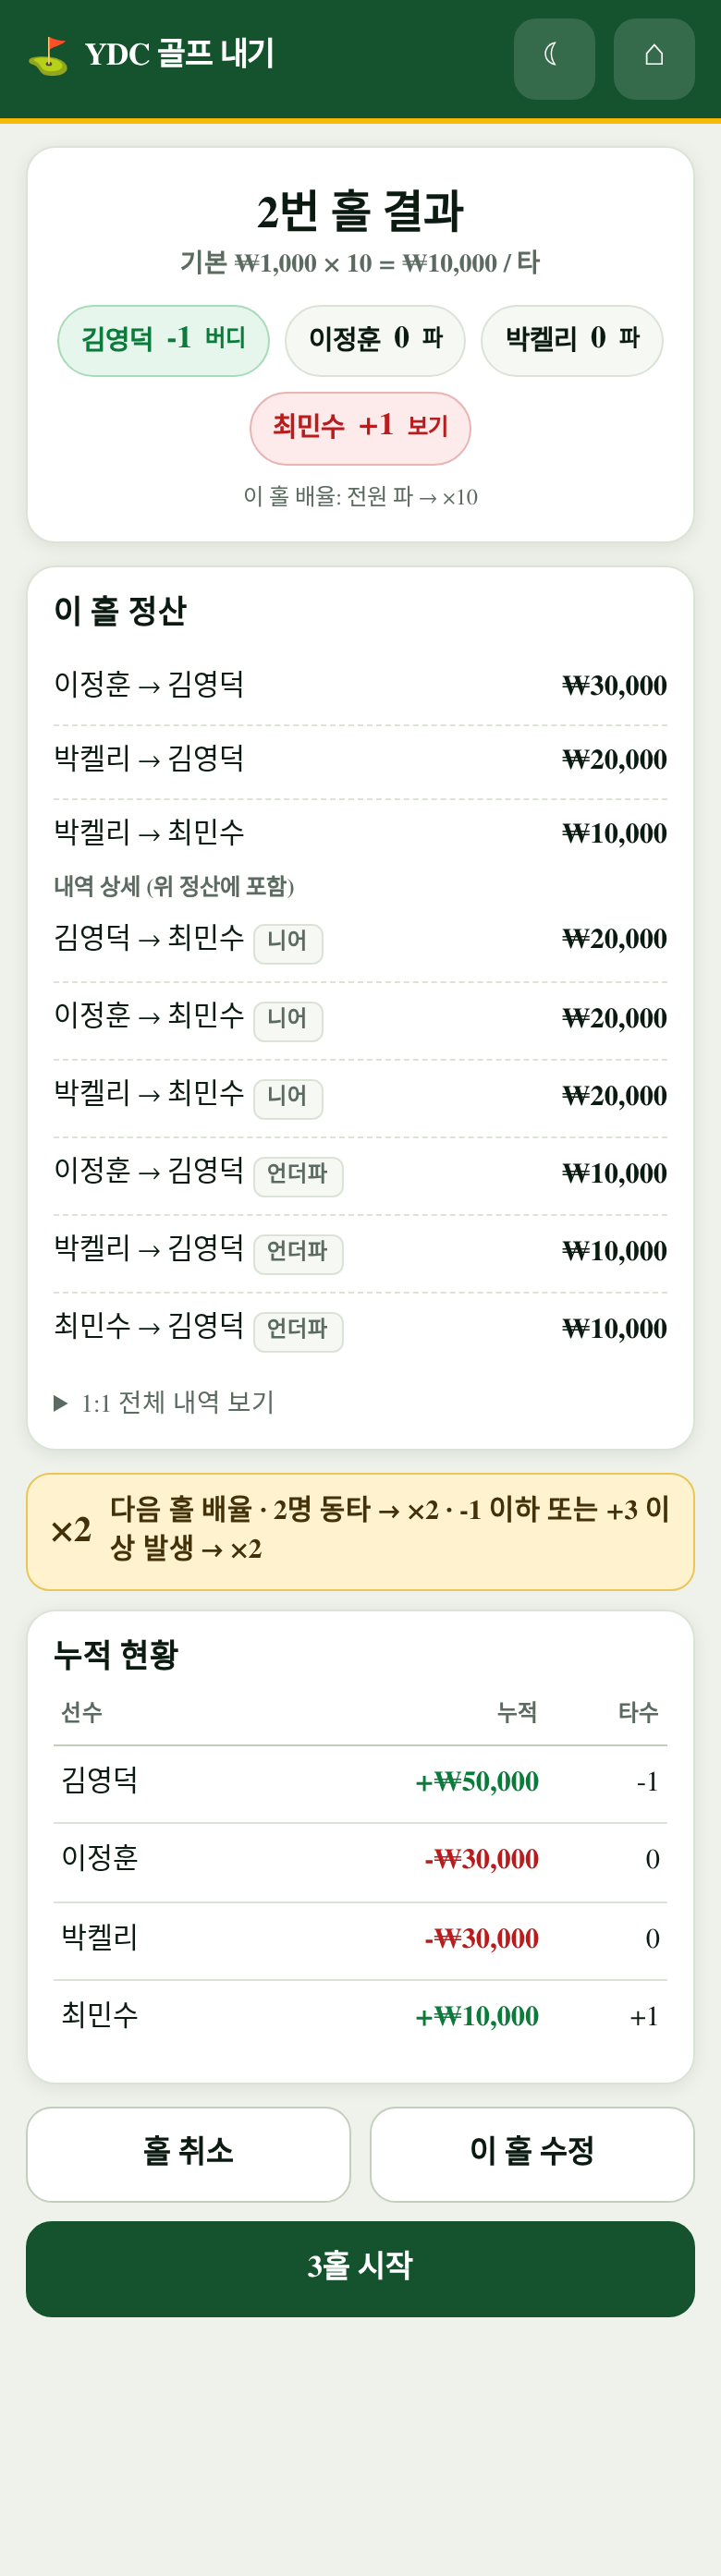 YDC 골프 내기
2번 홀 결과
기본 ₩1,000 × 10 = ₩10,000 / 타
김영덕 -1 버디 이정훈 0 파 박켈리 0 파
최민수 +1 보기
이 홀 배율: 전원 파 → ×10
이 홀 정산
이정훈 → 김영덕 ₩30,000
박켈리 → 김영덕 ₩20,000
박켈리 → 최민수 ₩10,000
내역 상세 (위 정산에 포함)
김영덕 → 최민수 니어 ₩20,000
이정훈 → 최민수 니어 ₩20,000
박켈리 → 최민수 니어 ₩20,000
이정훈 → 김영덕 언더파 ₩10,000
박켈리 → 김영덕 언더파 ₩10,000
최민수 → 김영덕 언더파 ₩10,000
▶ 1:1 전체 내역 보기
×2 다음 홀 배율 · 2명 동타 → ×2 · -1 이하 또는 +3 이
상 발생 → ×2
누적 현황
선수 누적 타수
김영덕 +₩50,000 -1
이정훈 -₩30,000 0
박켈리 -₩30,000 0
최민수 +₩10,000 +1
홀 취소 이 홀 수정
3홀 시작